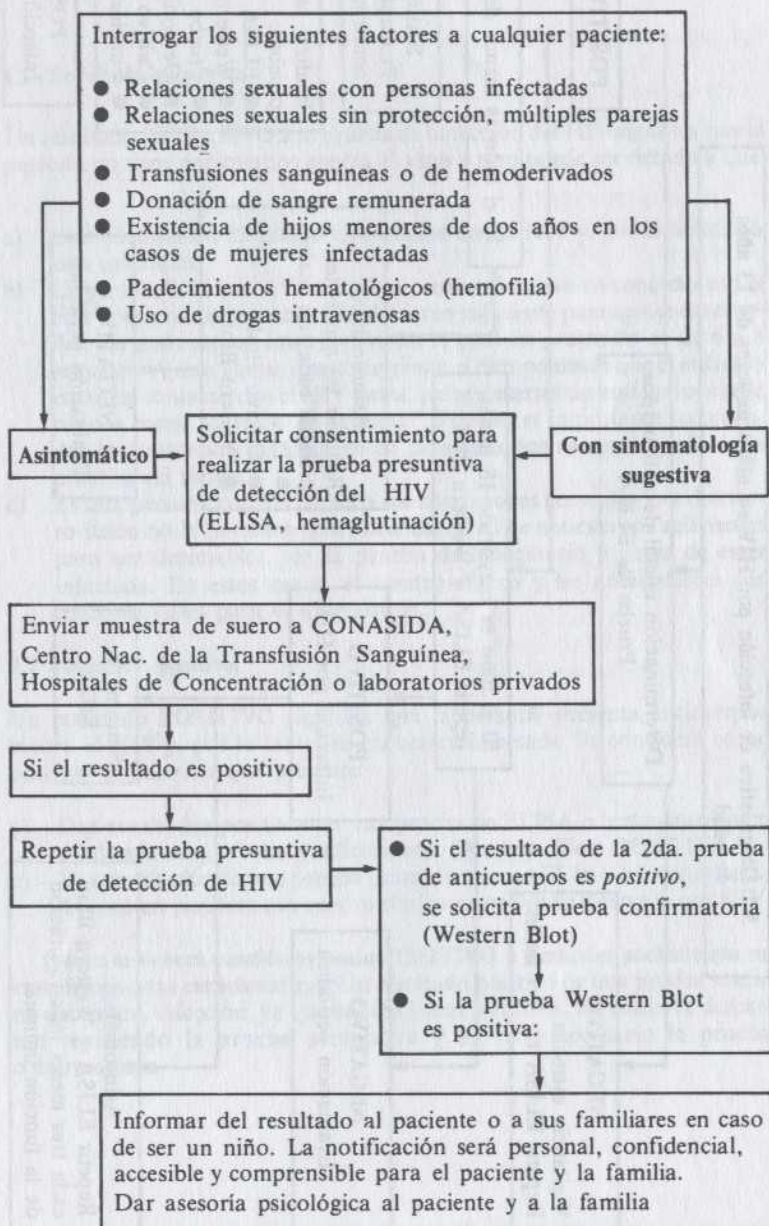 Interrogar los siguientes factores a cualquier paciente:
● Relaciones sexuales con personas infectadas
● Relaciones sexuales sin protección, múltiples parejas
sexuales
● Transfusiones sanguíneas o de hemoderivados
● Donación de sangre remunerada
● Existencia de hijos menores de dos años en los
casos de mujeres infectadas
● Padecimientos hematológicos (hemofilia)
● Uso de drogas intravenosas
Asintomático
Solicitar consentimiento para
realizar la prueba presuntiva
de detección del HIV
(ELISA, hemaglutinación)
Con sintomatología
sugestiva
Enviar muestra de suero a CONASIDA,
Centro Nac. de la Transfusión Sanguínea,
Hospitales de Concentración o laboratorios privados
Si el resultado es positivo
Repetir la prueba presuntiva
de detección de HIV
● Si el resultado de la 2da. prueba
de anticuerpos es positivo,
se solicita prueba confirmatoria
(Western Blot)
● Si la prueba Western Blot
es positiva:
Informar del resultado al paciente o a sus familiares en caso
de ser un niño. La notificación será personal, confidencial,
accesible y comprensible para el paciente y la familia.
Dar asesoría psicológica al paciente y a la familia